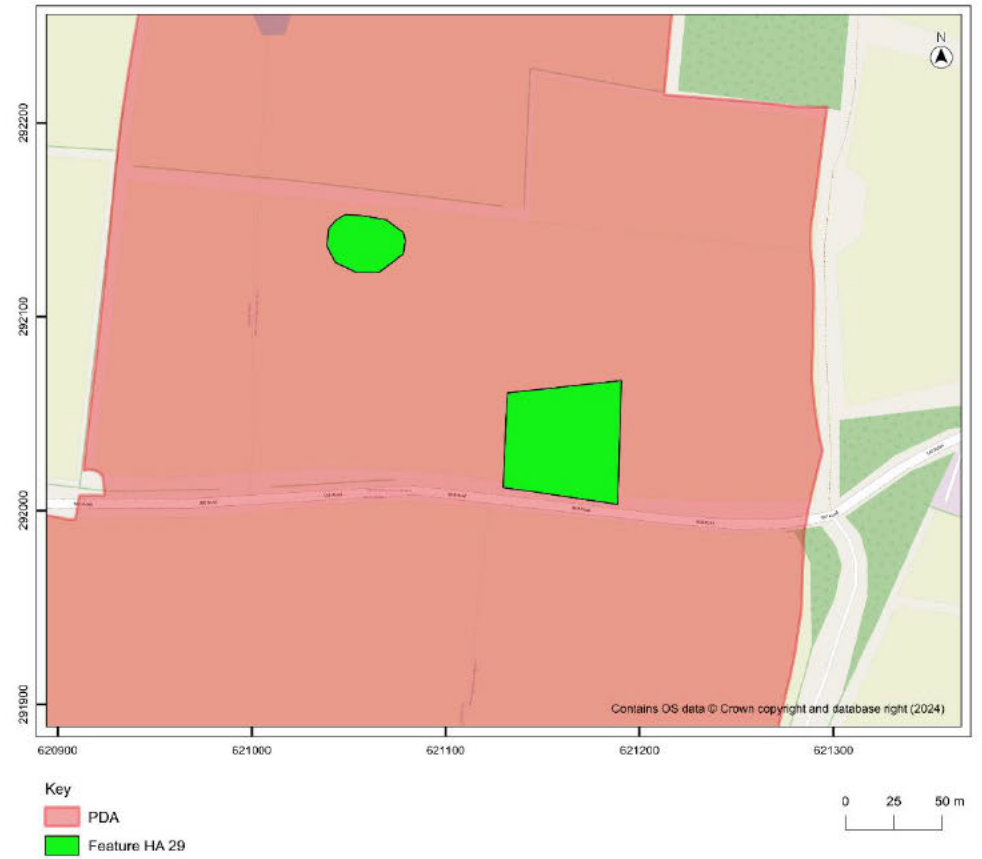 N
292200
292100
292000
291900
Contains OS data © Crown copyright and database right (2024)
620900
621000
621100
621200
621300
Key
PDA
Feature HA 29
0 25 50 m